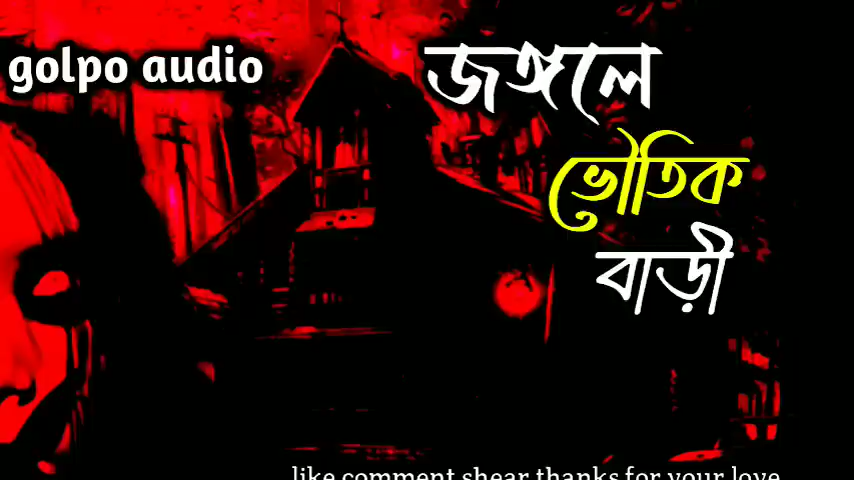 golpo audio
জঙ্গলে
ভৌতিক
বাড়ী
like comment shear thanks for your love